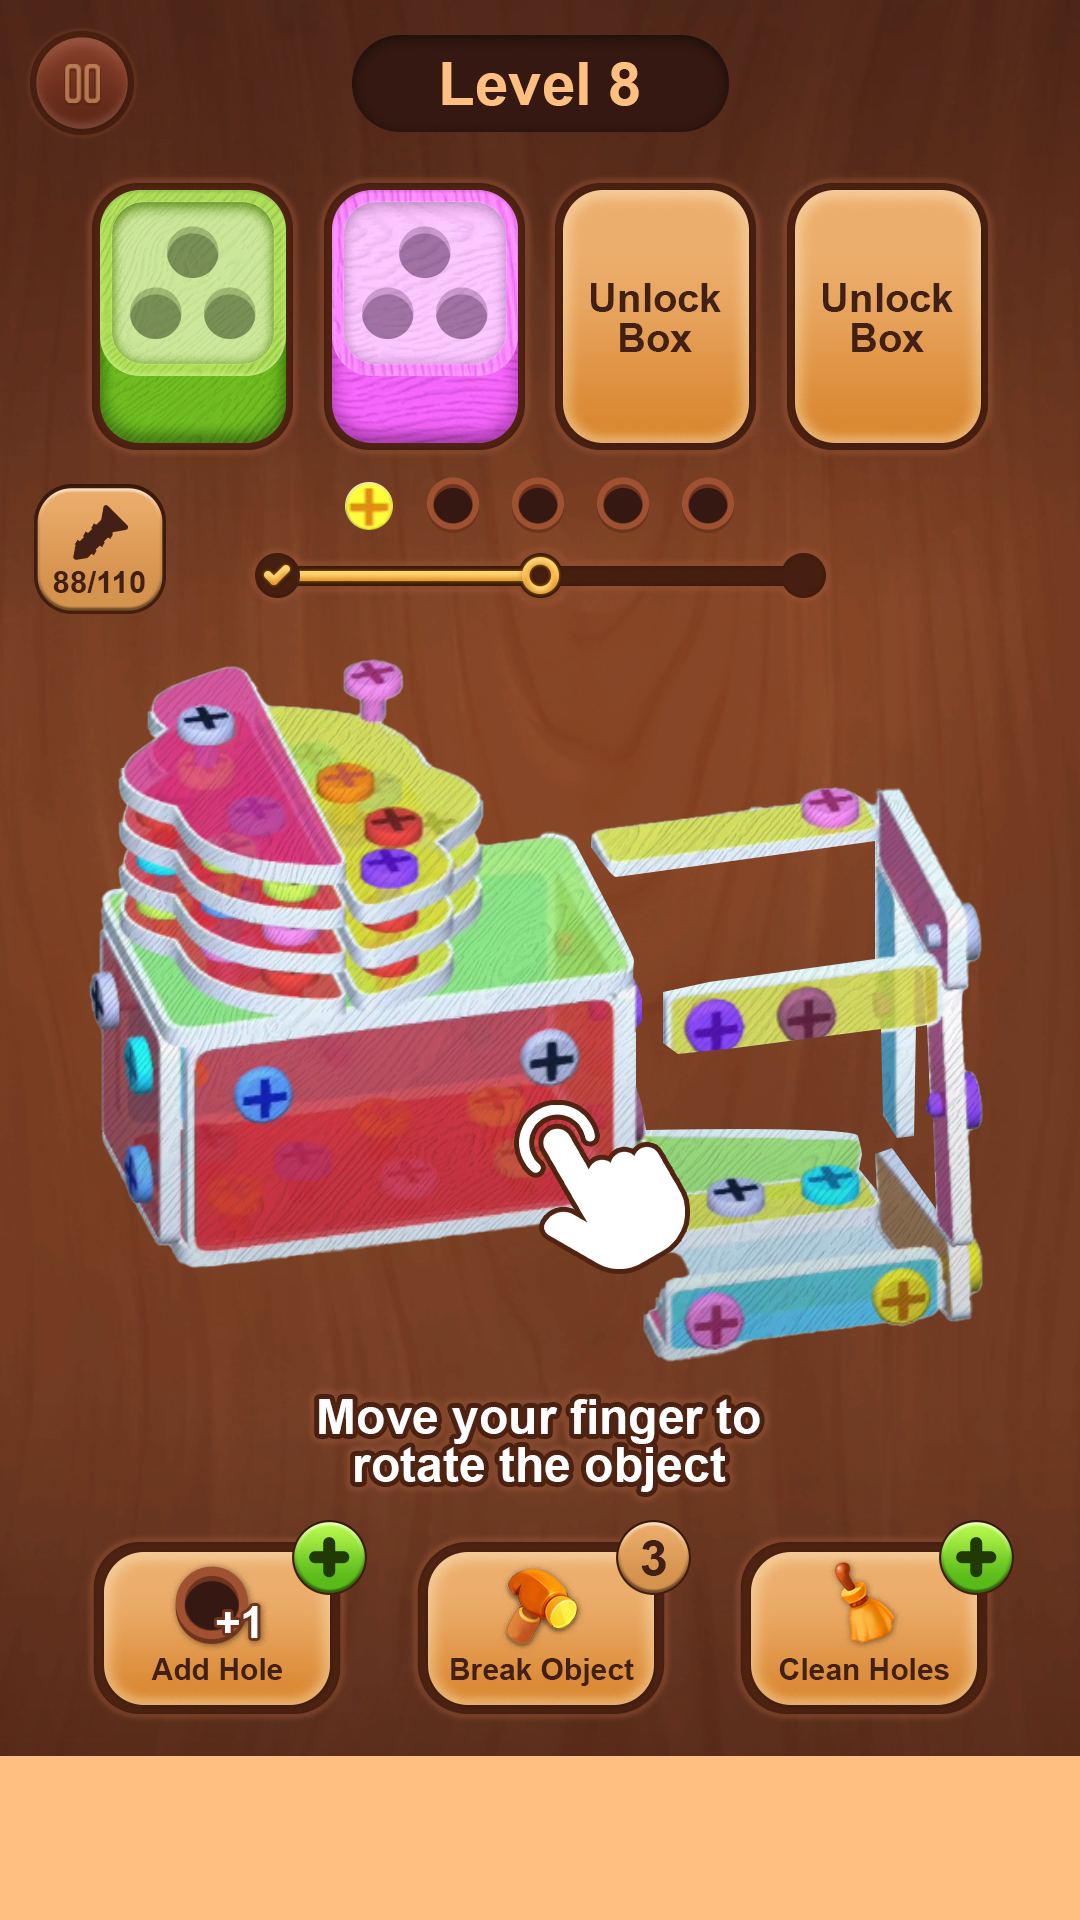 Level 8
Unlock
Box
Unlock
Box
88/110
Move your finger to
rotate the object
+1
Add Hole
3
Break Object
Clean Holes